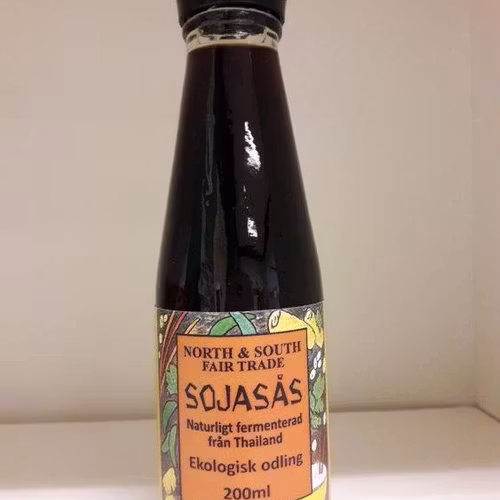 NORTH & SOUTH
FAIR TRADE
SOJASÅS
Naturligt fermenterad
från Thailand
Ekologisk odling
200ml